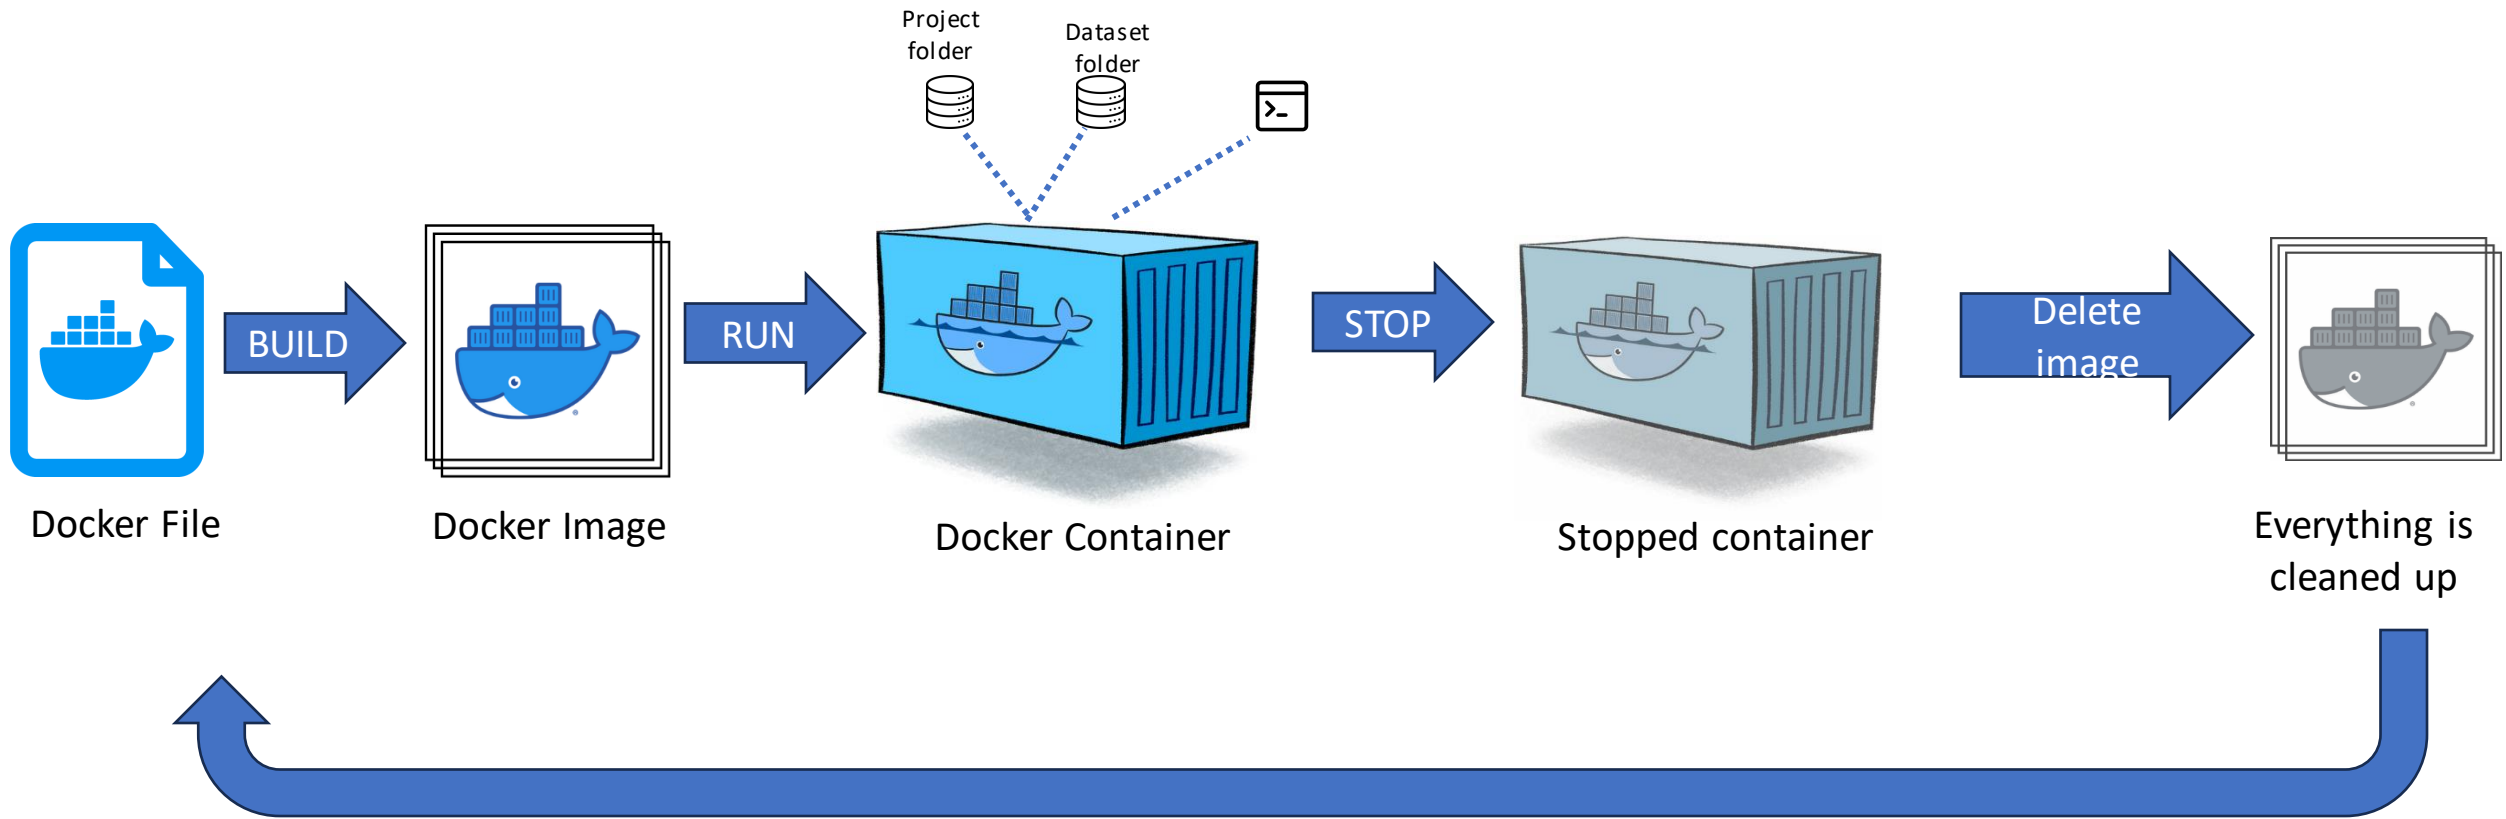 Project
folder
Dataset
folder
>_
BUILD
RUN
STOP
Delete
image
Docker File
Docker Image
Docker Container
Stopped container
Everything is
cleaned up